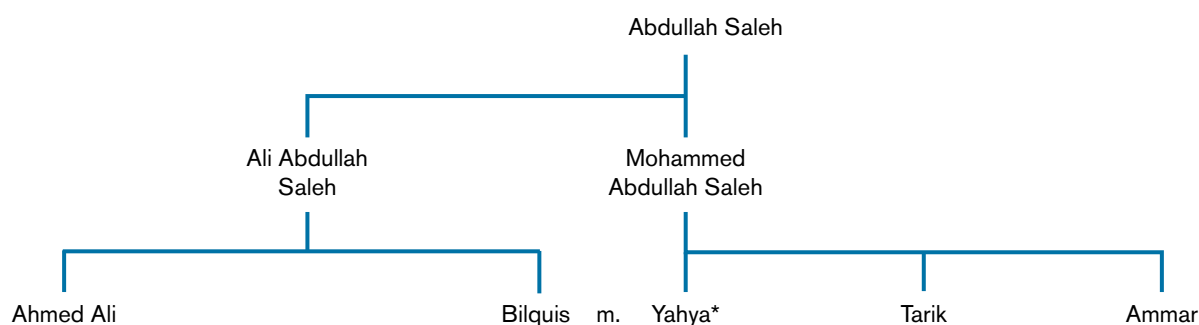 Abdullah Saleh
Ali Abdullah
Saleh
Mohammed
Abdullah Saleh
Ahmed Ali
Bilquis m. Yahya*
Tarik
Ammar